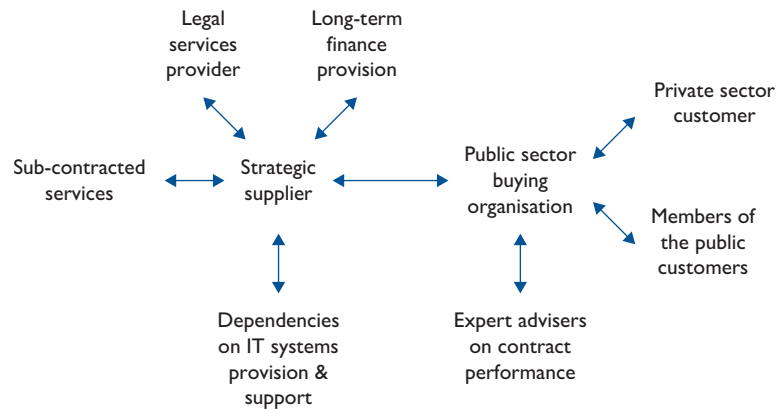 Legal
services
provider
Long-term
finance
provision
Private sector
customer
Sub-contracted
services
Strategic
supplier
Public sector
buying
organisation
Members of
the public
customers
Dependencies
on IT systems
provision &
support
Expert advisers
on contract
performance